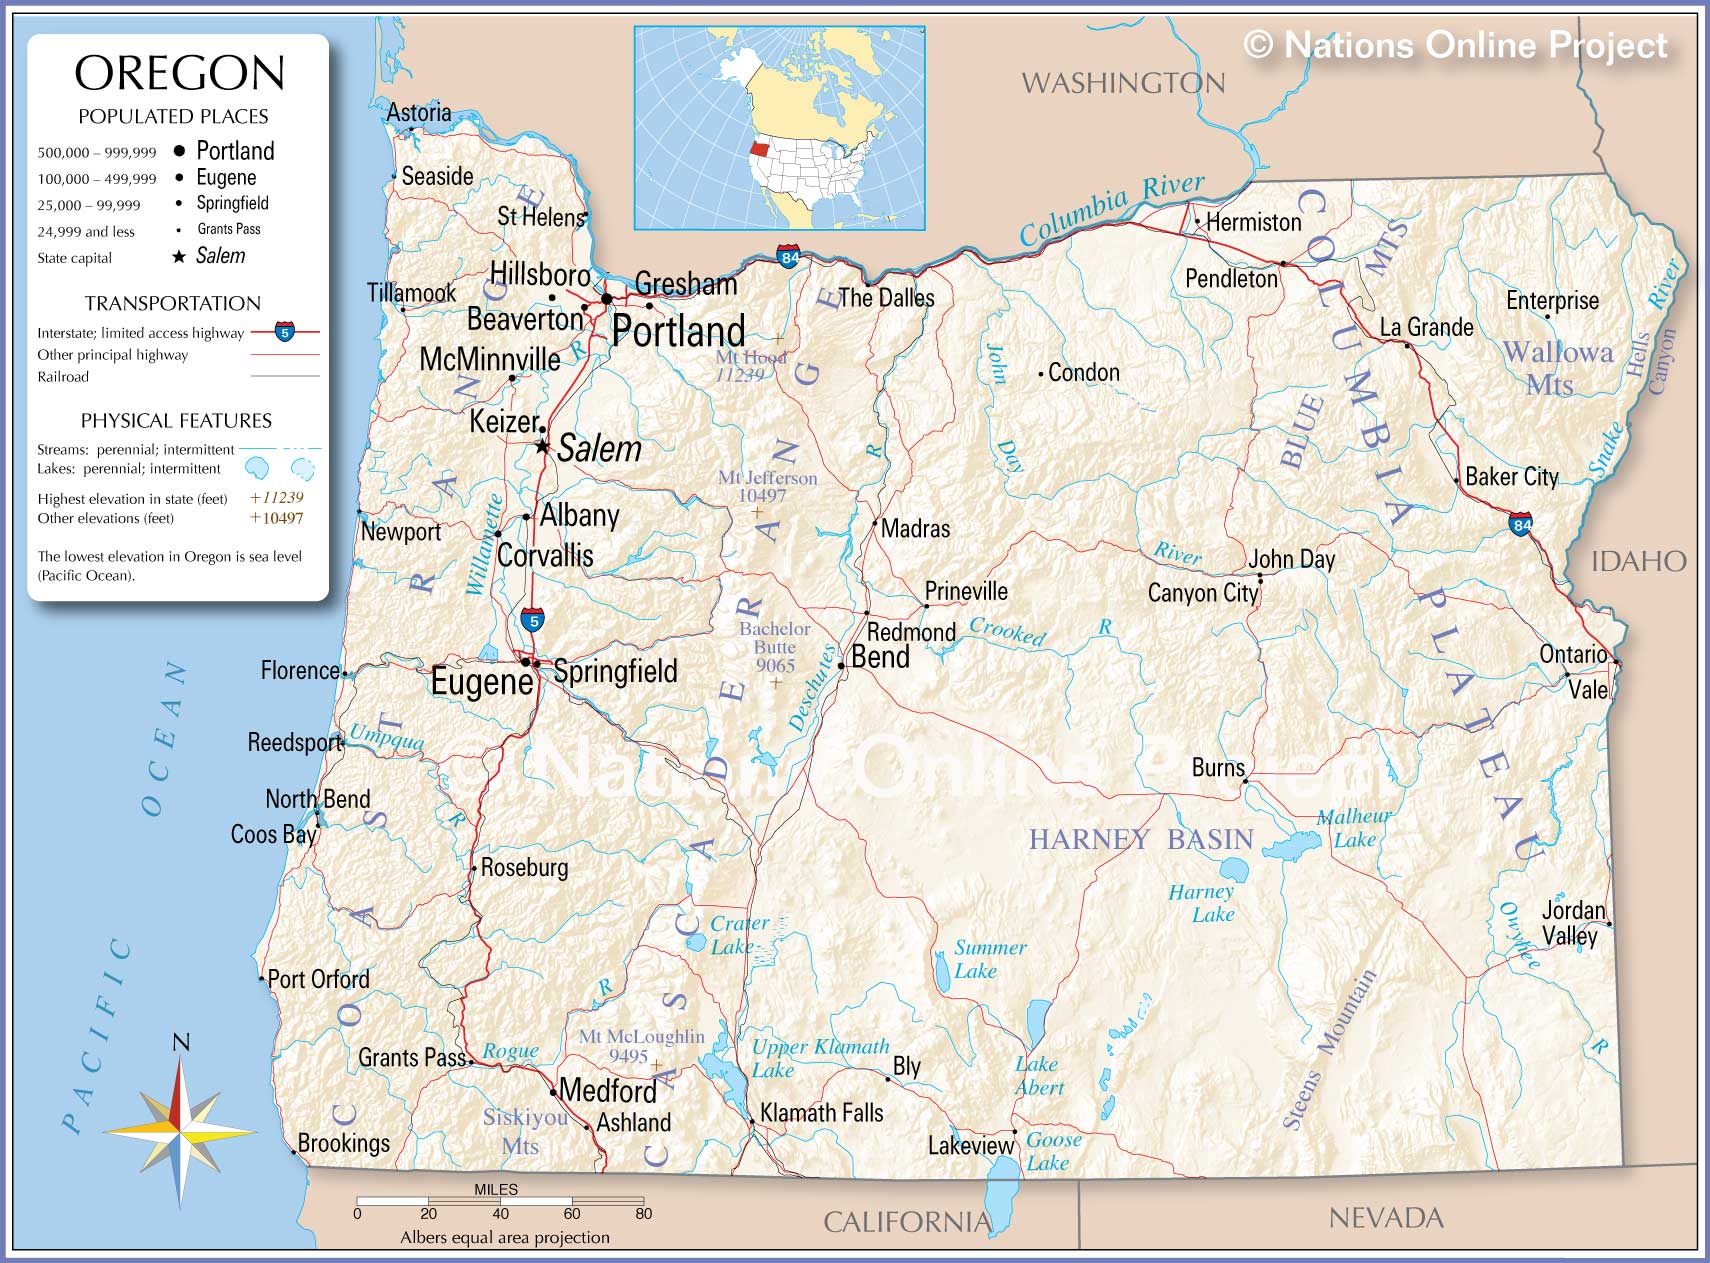 © Nations Online Project
OREGON
POPULATED PLACES
500,000 – 999,999 Portland
100,000 – 499,999 Eugene
25,000 – 99,999 Springfield
24,999 and less Grants Pass
State capital Salem
TRANSPORTATION
Interstate; limited access highway 5
Other principal highway
Railroad
PHYSICAL FEATURES
Streams: perennial; intermittent
Lakes: perennial; intermittent
Highest elevation in state (feet) +11239
Other elevations (feet) +10497
The lowest elevation in Oregon is sea level
(Pacific Ocean).
WASHINGTON
Astoria
Seaside
St Helens
Columbia River
Hermiston
84
Pendleton
Hillsboro
Gresham
Tillamook
The Dalles
Beaverton
Portland
Enterprise
River
La Grande
McMinnville
R
Mt Hood
11239
John
Condon
Wallowa
Mts
Hells
Canyon
BLUE
MTS
Keizer
Salem
Day
R
Snake
Mt Jefferson
10497
Baker City
Willamette
Albany
Newport
Madras
84
Corvallis
River
John Day
IDAHO
Canyon City
Prineville
5
Bachelor
Butte
9065
Redmond
Crooked
R
Bend
Deschutes
Florence
Eugene
Springfield
Ontario
Vale
Reedsport
Umpqua
R
© Nations Online Project
Burns
North Bend
Coos Bay
HARNEY BASIN
Malheur
Lake
Roseburg
Harney
Lake
Crater
Lake
Summer
Lake
Owyhee
R
Jordan
Valley
Port Orford
R
COAST RANGE
CASCADE RANGE
COLUMBIA PLATEAU
PACIFIC OCEAN
Steens Mountain
Grants Pass
Rogue
Mt McLoughlin
9495
Upper Klamath
Lake
Bly
Lake
Abert
Medford
Siskiyou
Mts
Ashland
Klamath Falls
Lakeview
Goose
Lake
Brookings
N
MILES
0 20 40 60 80
Albers equal area projection
CALIFORNIA
NEVADA